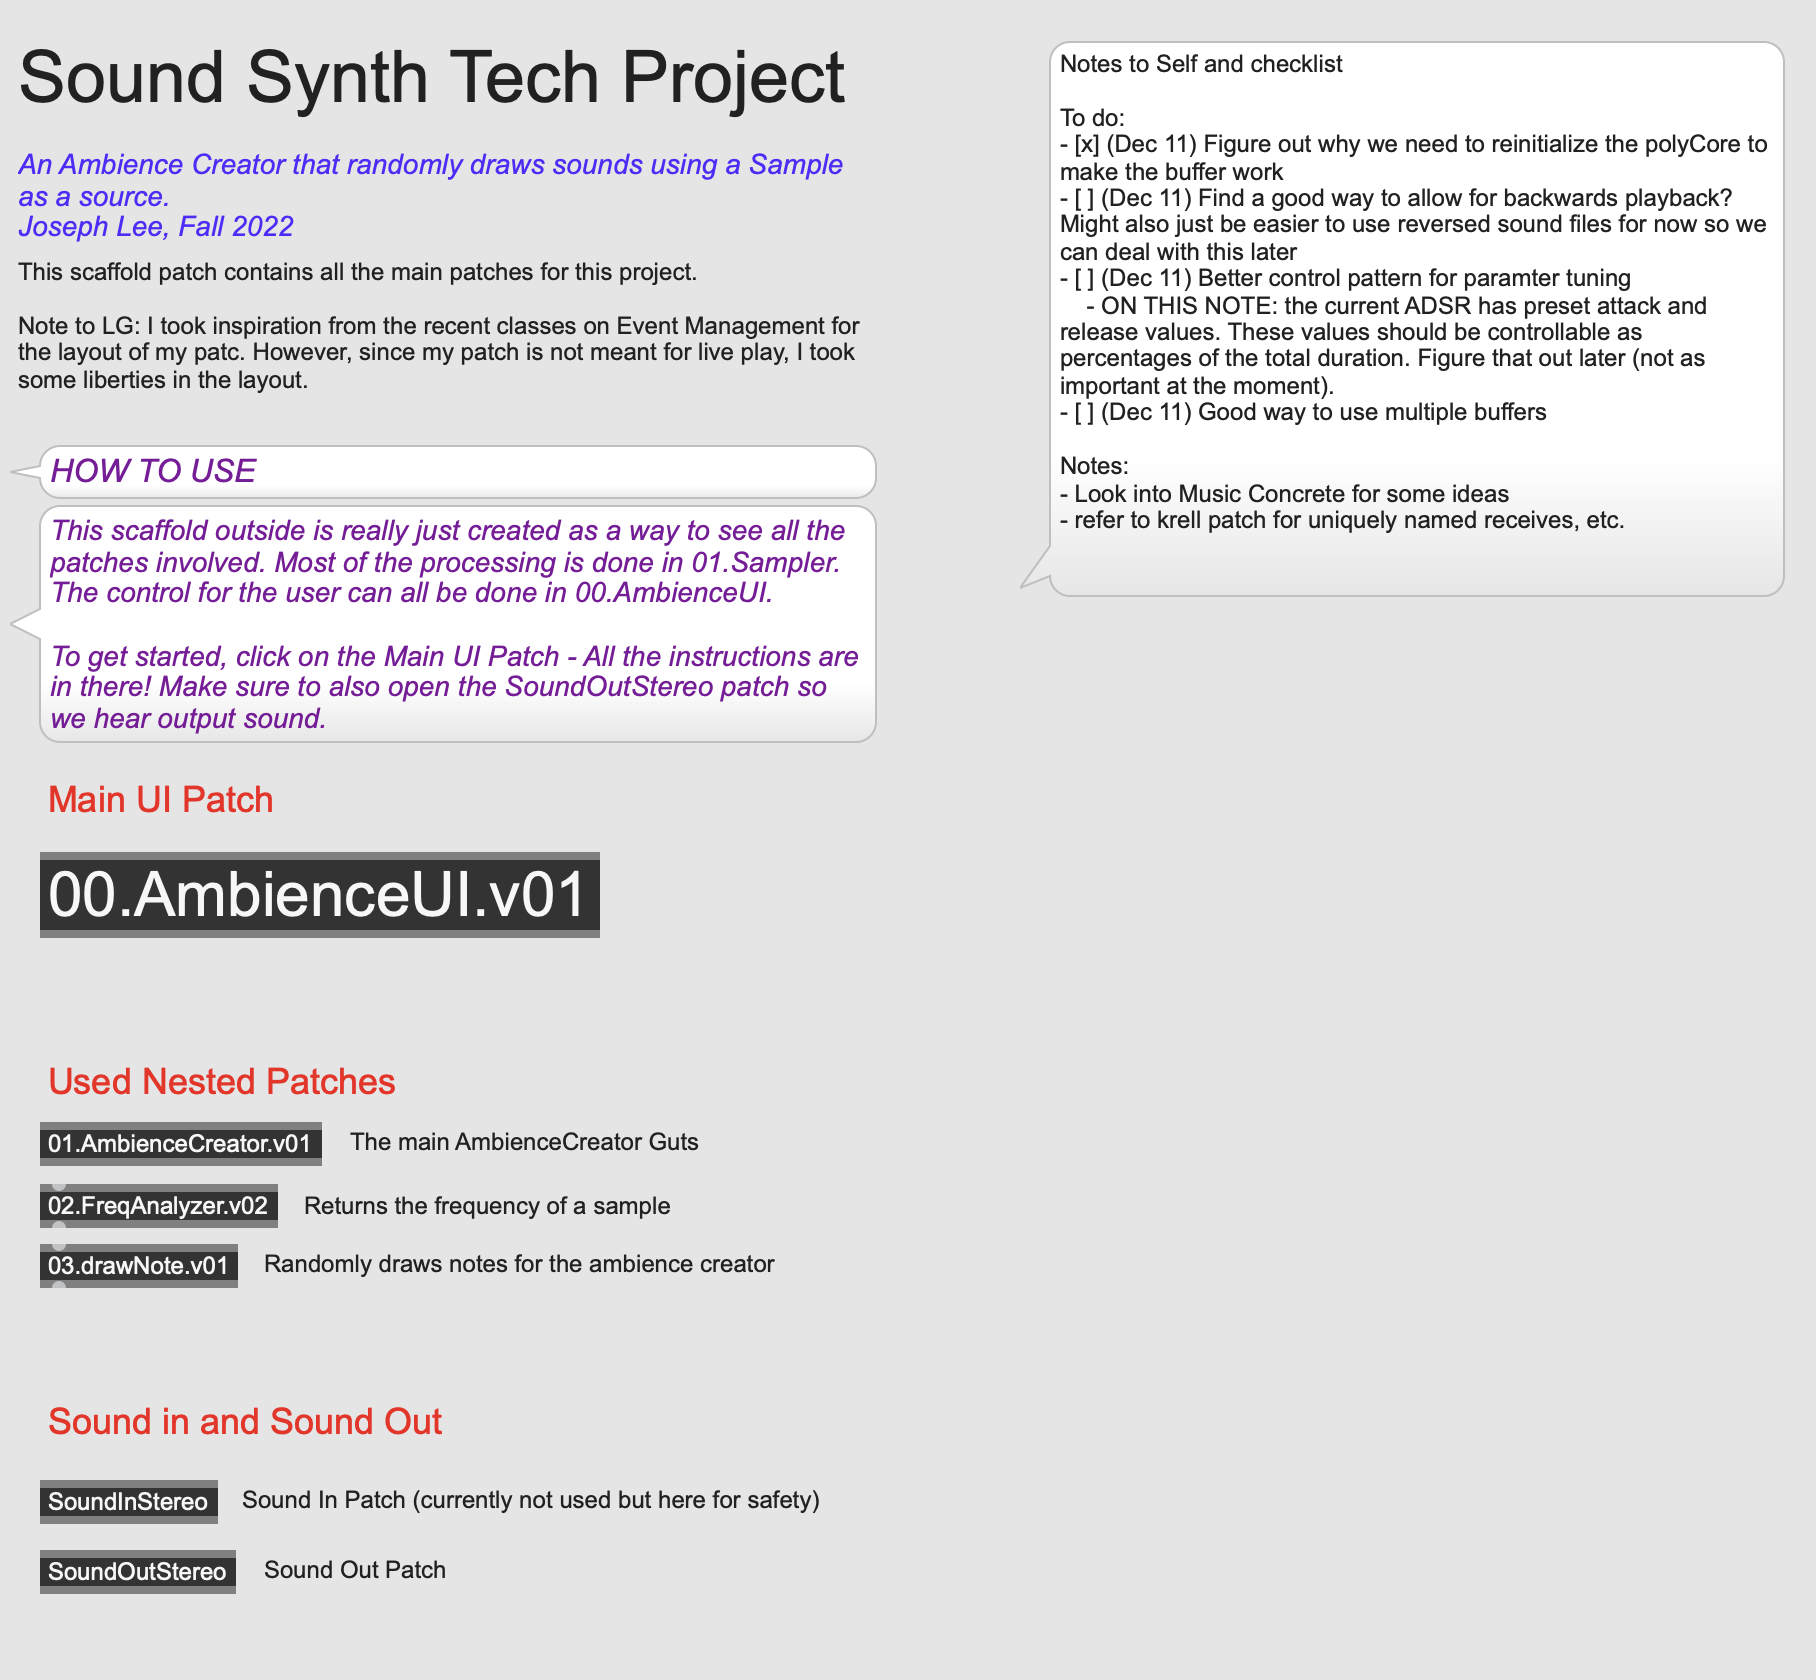 Sound Synth Tech Project
An Ambience Creator that randomly draws sounds using a Sample
as a source.
Joseph Lee, Fall 2022
This scaffold patch contains all the main patches for this project.
Note to LG: I took inspiration from the recent classes on Event Management for
the layout of my patc. However, since my patch is not meant for live play, I took
some liberties in the layout.
HOW TO USE
This scaffold outside is really just created as a way to see all the
patches involved. Most of the processing is done in 01.Sampler.
The control for the user can all be done in 00.AmbienceUI.
To get started, click on the Main UI Patch - All the instructions are
in there! Make sure to also open the SoundOutStereo patch so
we hear output sound.
Main UI Patch
00.AmbienceUI.v01
Used Nested Patches
01.AmbienceCreator.v01 The main AmbienceCreator Guts
02.FreqAnalyzer.v02 Returns the frequency of a sample
03.drawNote.v01 Randomly draws notes for the ambience creator
Sound in and Sound Out
SoundInStereo Sound In Patch (currently not used but here for safety)
SoundOutStereo Sound Out Patch
Notes to Self and checklist
To do:
- [x] (Dec 11) Figure out why we need to reinitialize the polyCore to
make the buffer work
- [ ] (Dec 11) Find a good way to allow for backwards playback?
Might also just be easier to use reversed sound files for now so we
can deal with this later
- [ ] (Dec 11) Better control pattern for paramter tuning
- ON THIS NOTE: the current ADSR has preset attack and
release values. These values should be controllable as
percentages of the total duration. Figure that out later (not as
important at the moment).
- [ ] (Dec 11) Good way to use multiple buffers
Notes:
- Look into Music Concrete for some ideas
- refer to krell patch for uniquely named receives, etc.